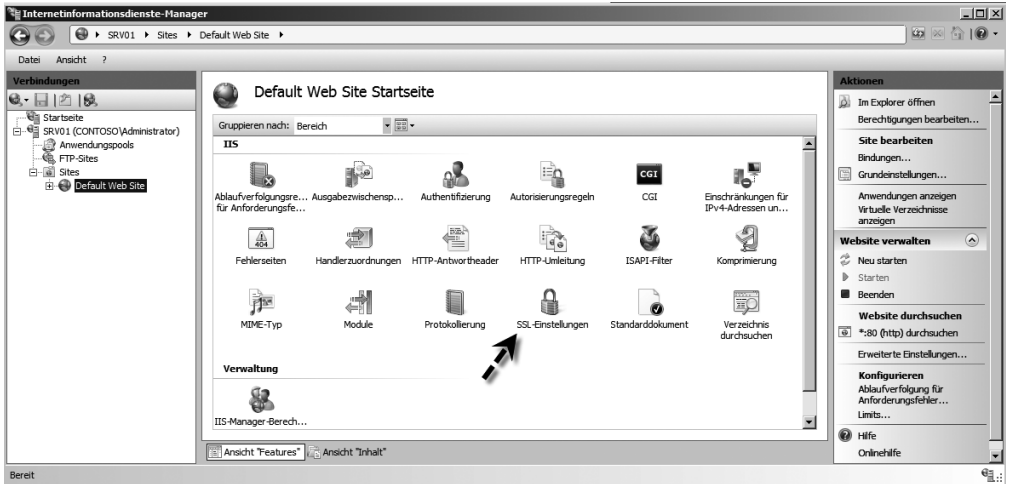 Internetinformationsdienste-Manager
SRV01 Sites Default Web Site
Datei Ansicht ?
Verbindungen
Startseite
SRV01 (CONTOSO\Administrator)
Anwendungspools
FTP-Sites
Sites
Default Web Site
Default Web Site Startseite
Gruppieren nach: Bereich
IIS
Ablaufverfolgungsre... Ausgabezwischensp... Authentifizierung Autorisierungsregeln CGI Einschränkungen für
für Anforderungsfe... IPv4-Adressen un...
CGI
404
Fehlerseiten Handlerzuordnungen HTTP-Antwortheader HTTP-Umleitung ISAPI-Filter Komprimierung
MIME-Typ Module Protokollierung SSL-Einstellungen Standarddokument Verzeichnis
durchsuchen
Verwaltung
IIS-Manager-Berech...
Ansicht "Features" Ansicht "Inhalt"
Aktionen
Im Explorer öffnen
Berechtigungen bearbeiten...
Site bearbeiten
Bindungen...
Grundeinstellungen...
Anwendungen anzeigen
Virtuelle Verzeichnisse
anzeigen
Website verwalten
Neu starten
Starten
Beenden
Website durchsuchen
*:80 (http) durchsuchen
Erweiterte Einstellungen...
Konfigurieren
Ablaufverfolgung für
Anforderungsfehler...
Limits...
Hilfe
Onlinehilfe
Bereit